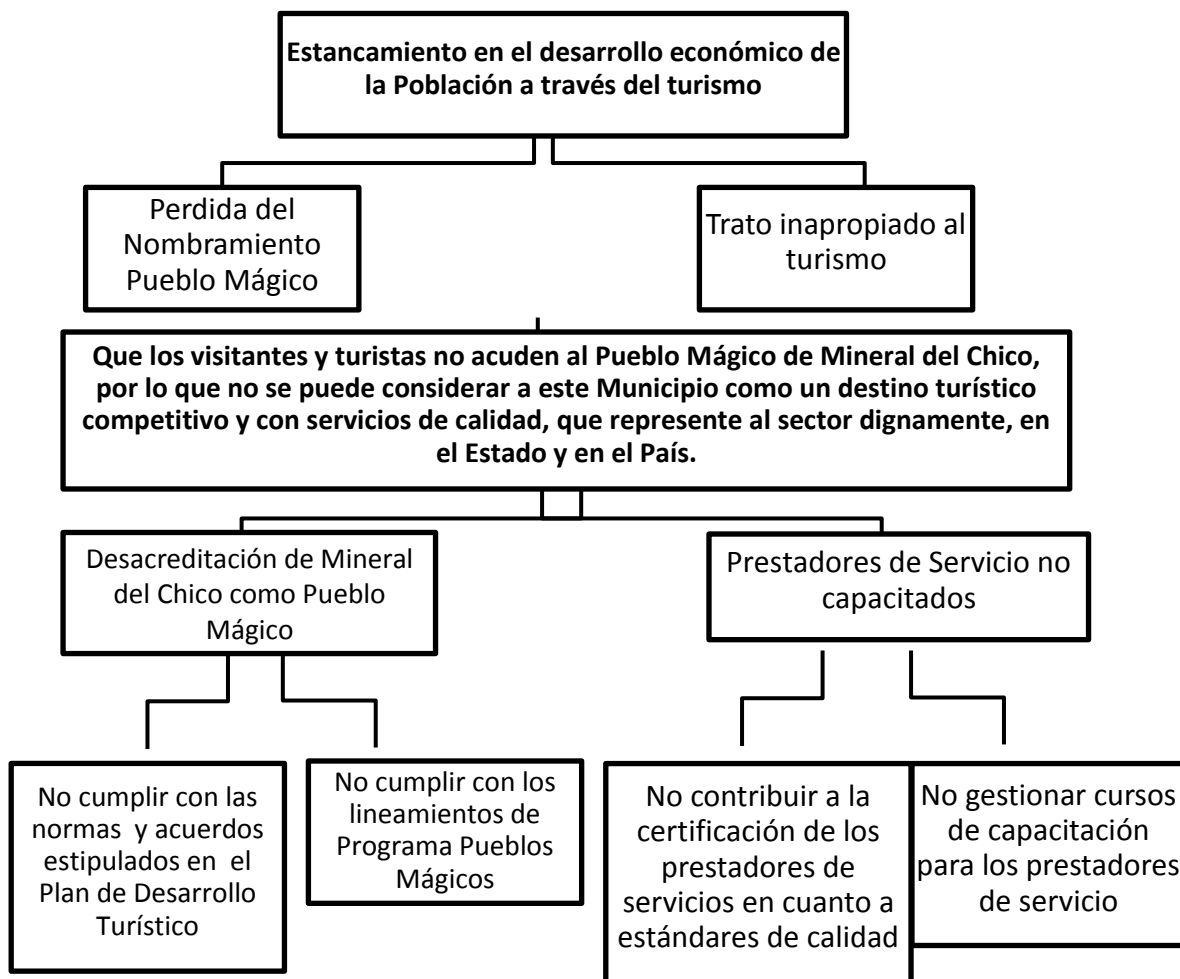 Estancamiento en el desarrollo económico de
la Población a través del turismo
Perdida del
Nombramiento
Pueblo Mágico
Trato inapropiado al
turismo
Que los visitantes y turistas no acuden al Pueblo Mágico de Mineral del Chico,
por lo que no se puede considerar a este Municipio como un destino turístico
competitivo y con servicios de calidad, que represente al sector dignamente, en
el Estado y en el País.
Desacreditación de Mineral
del Chico como Pueblo
Mágico
Prestadores de Servicio no
capacitados
No cumplir con las
normas y acuerdos
estipulados en el
Plan de Desarrollo
Turístico
No cumplir con los
lineamientos de
Programa Pueblos
Mágicos
No contribuir a la
certificación de los
prestadores de
servicios en cuanto a
estándares de calidad
No gestionar cursos
de capacitación
para los prestadores
de servicio